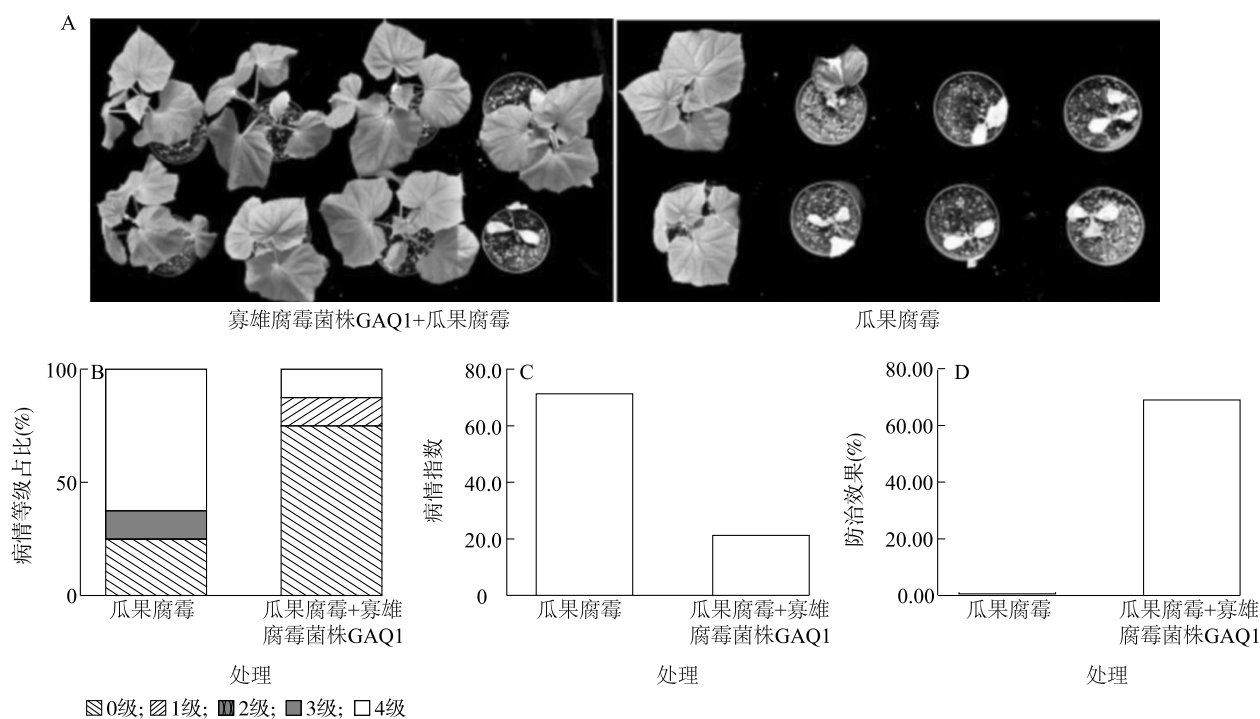 A
寡雄腐霉菌株GAQ1+瓜果腐霉
瓜果腐霉
B
病情等级占比(%)
100
50
0
瓜果腐霉
瓜果腐霉+寡雄
腐霉菌株GAQ1
处理
0级; 1级; 2级; 3级; 4级
C
病情指数
80.0
60.0
40.0
20.0
0
瓜果腐霉
瓜果腐霉+寡雄
腐霉菌株GAQ1
处理
D
防治效果(%)
80.00
60.00
40.00
20.00
0.00
瓜果腐霉
瓜果腐霉+寡雄
腐霉菌株GAQ1
处理